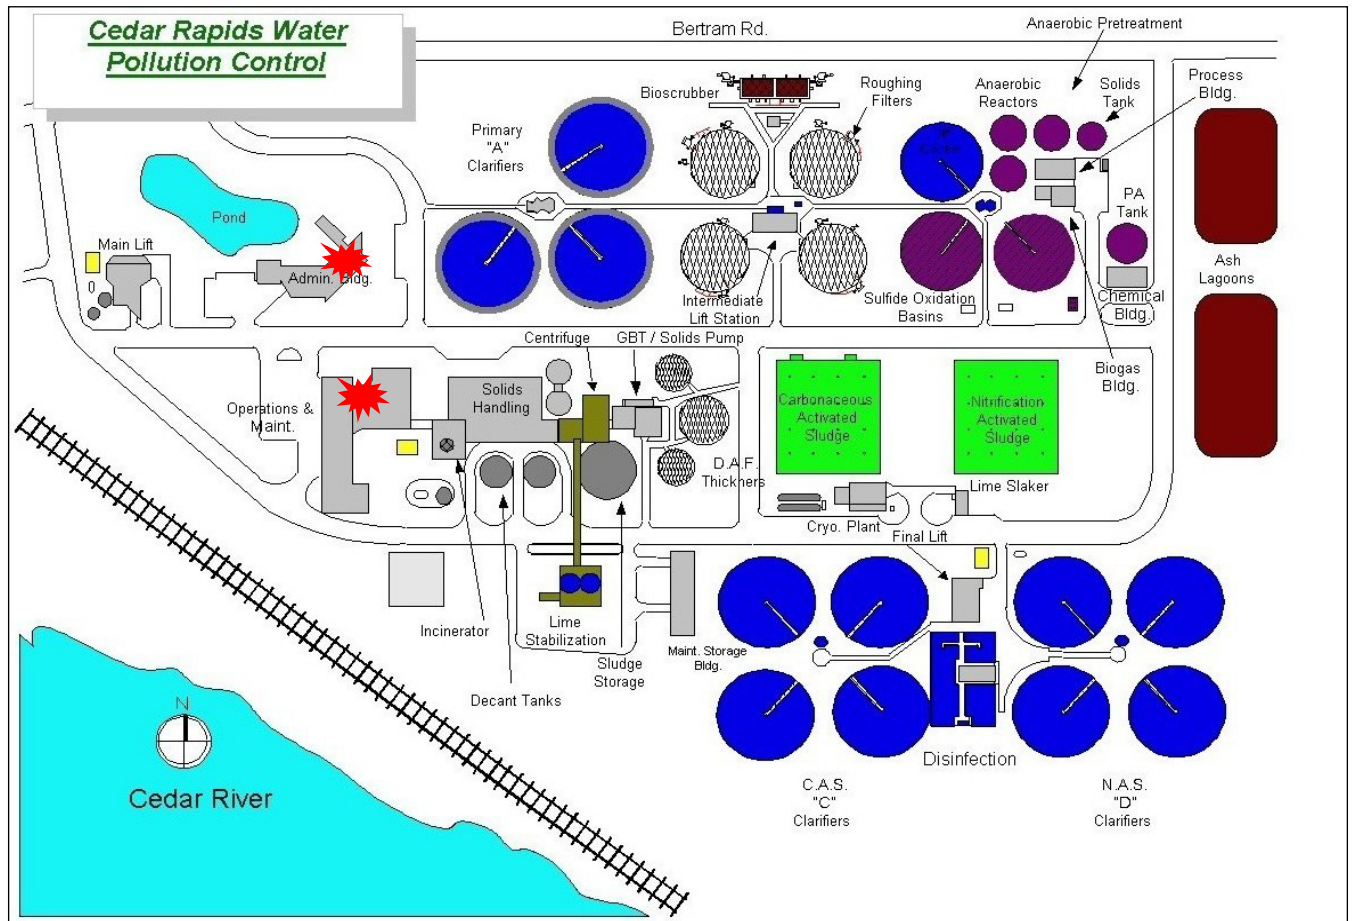 Cedar Rapids Water
Pollution Control
Bertram Rd.
Anaerobic Pretreatment
Bioscrubber
Roughing
Filters
Anaerobic
Reactors
Solids
Tank
Process
Bldg.
Primary
"A"
Clarifiers
PA
Tank
Pond
Main Lift
Admin. Bldg.
Ash
Lagoons
Intermediate
Lift Station
Sulfide Oxidation
Basins
Chemical
Bldg.
Centrifuge
GBT / Solids Pump
Biogas
Bldg.
Operations &
Maint.
Solids
Handling
Carbonaceous
Activated
Sludge
Nitrification
Activated
Sludge
D.A.F.
Thickners
Lime Slaker
Cryo. Plant
Final Lift
Incinerator
Lime
Stabilization
Sludge
Storage
Maint. Storage
Bldg.
Decant Tanks
N
Cedar River
Disinfection
C.A.S.
"C"
Clarifiers
N.A.S.
"D"
Clarifiers